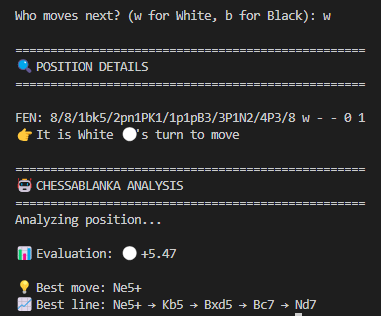 Who moves next? (w for White, b for Black): w
==================================================
🔍 POSITION DETAILS
==================================================
FEN: 8/8/1bk5/2pn1PK1/1p1pB3/3P1N2/4P3/8 w - - 0 1
👉 It is White ⚪'s turn to move
==================================================
🤖 CHESSABLANKA ANALYSIS
==================================================
Analyzing position...
📊 Evaluation: ⚪ +5.47
💡 Best move: Ne5+
📈 Best line: Ne5+ → Kb5 → Bxd5 → Bc7 → Nd7